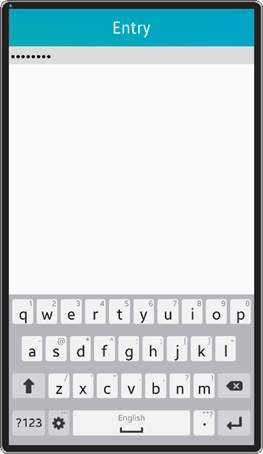 Entry
••••••••
1 2 3 4 5 6 7 8 9 0
q w e r t y u i o p
a s d f g h j k l
z x c v b n m
?123 English .